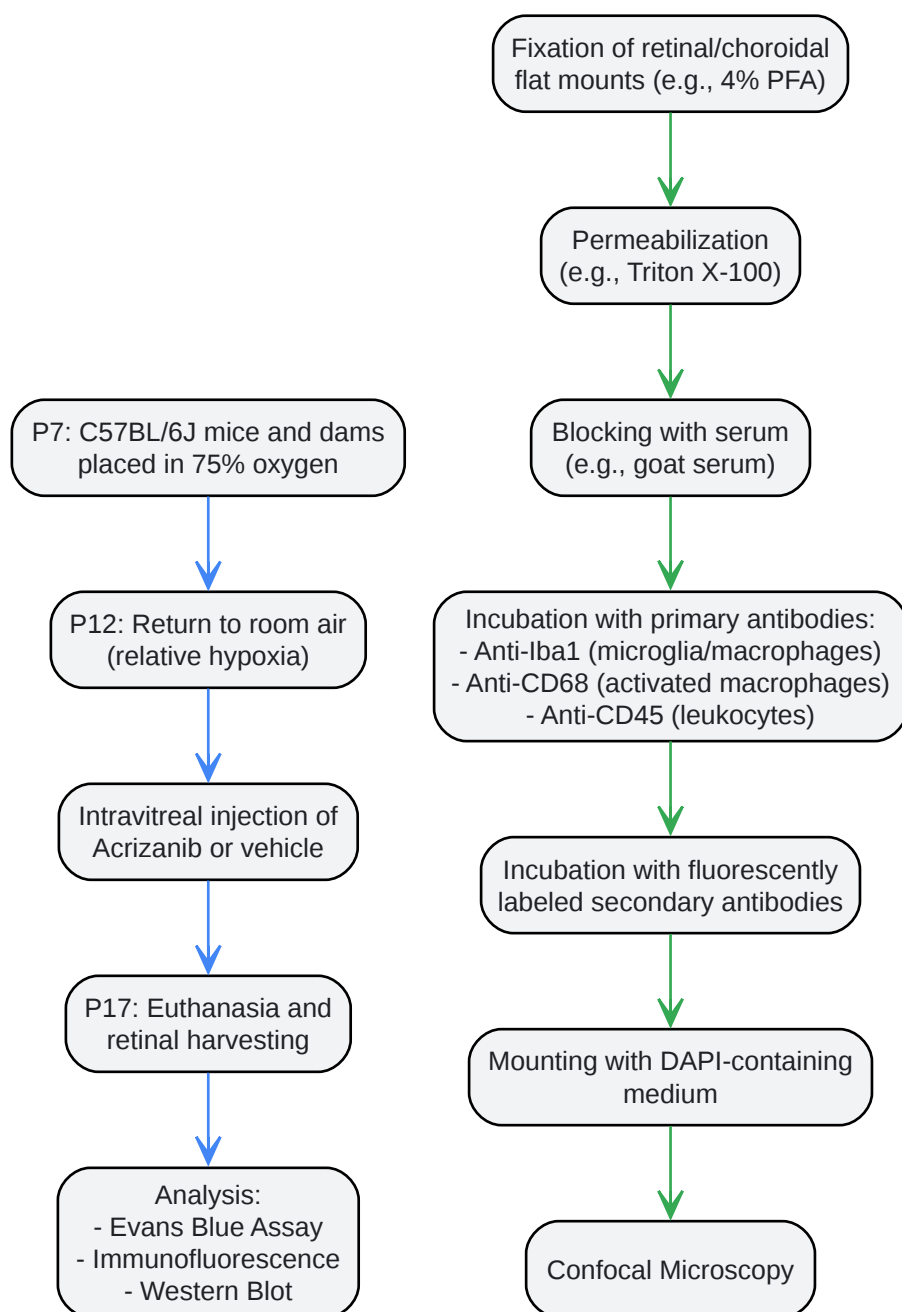 Fixation of retinal/choroidal
flat mounts (e.g., 4% PFA)
Permeabilization
(e.g., Triton X-100)
P7: C57BL/6J mice and dams
placed in 75% oxygen
Blocking with serum
(e.g., goat serum)
P12: Return to room air
(relative hypoxia)
Incubation with primary antibodies:
- Anti-Iba1 (microglia/macrophages)
- Anti-CD68 (activated macrophages)
- Anti-CD45 (leukocytes)
Intravitreal injection of
Acrizanib or vehicle
Incubation with fluorescently
labeled secondary antibodies
P17: Euthanasia and
retinal harvesting
Mounting with DAPI-containing
medium
Analysis:
- Evans Blue Assay
- Immunofluorescence
- Western Blot
Confocal Microscopy